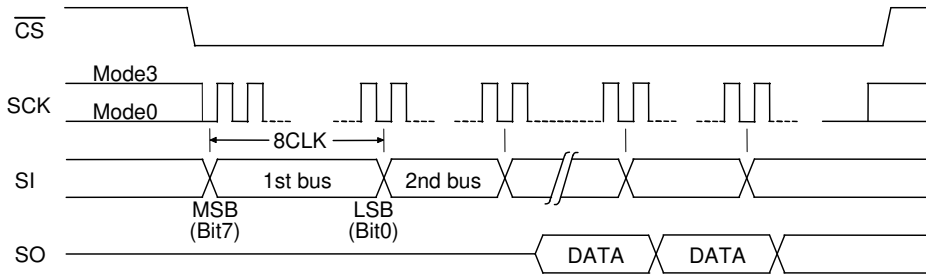 CS
SCK
Mode3
Mode0
8CLK
SI
1st bus
2nd bus
MSB
(Bit7)
LSB
(Bit0)
SO
DATA
DATA